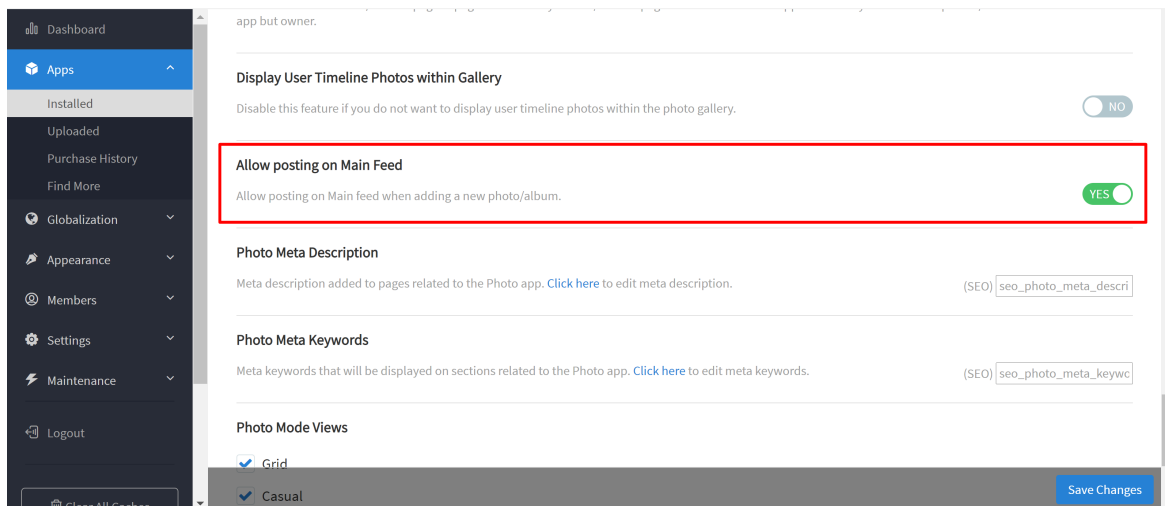 Dashboard
Apps
Installed
Uploaded
Purchase History
Find More
Globalization
Appearance
Members
Settings
Maintenance
Logout
Clear All Caches
app but owner.
Display User Timeline Photos within Gallery
Disable this feature if you do not want to display user timeline photos within the photo gallery.
NO
Allow posting on Main Feed
Allow posting on Main feed when adding a new photo/album.
YES
Photo Meta Description
Meta description added to pages related to the Photo app. Click here to edit meta description.
(SEO) seo_photo_meta_descri
Photo Meta Keywords
Meta keywords that will be displayed on sections related to the Photo app. Click here to edit meta keywords.
(SEO) seo_photo_meta_keywc
Photo Mode Views
Grid
Casual
Save Changes